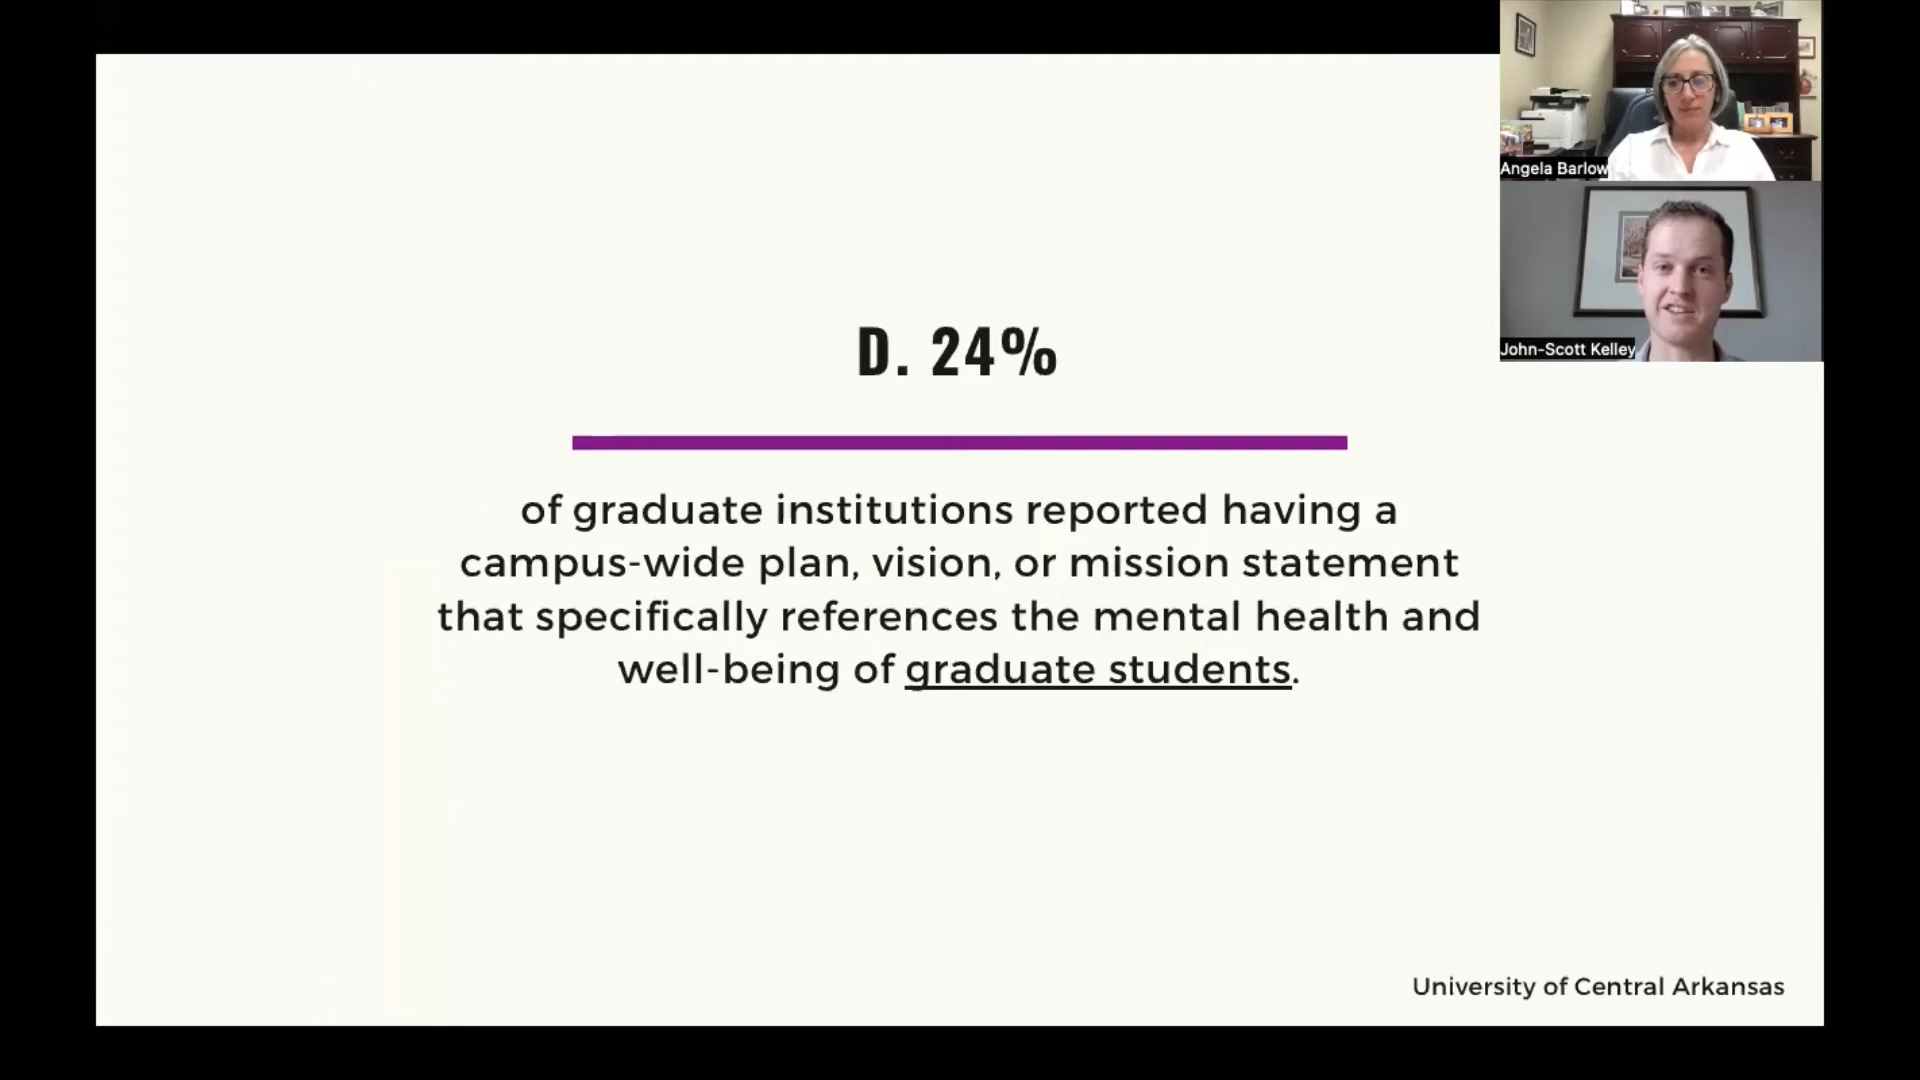 Angela Barlow
John-Scott Kelley
D. 24%
of graduate institutions reported having a
campus-wide plan, vision, or mission statement
that specifically references the mental health and
well-being of graduate students.
University of Central Arkansas